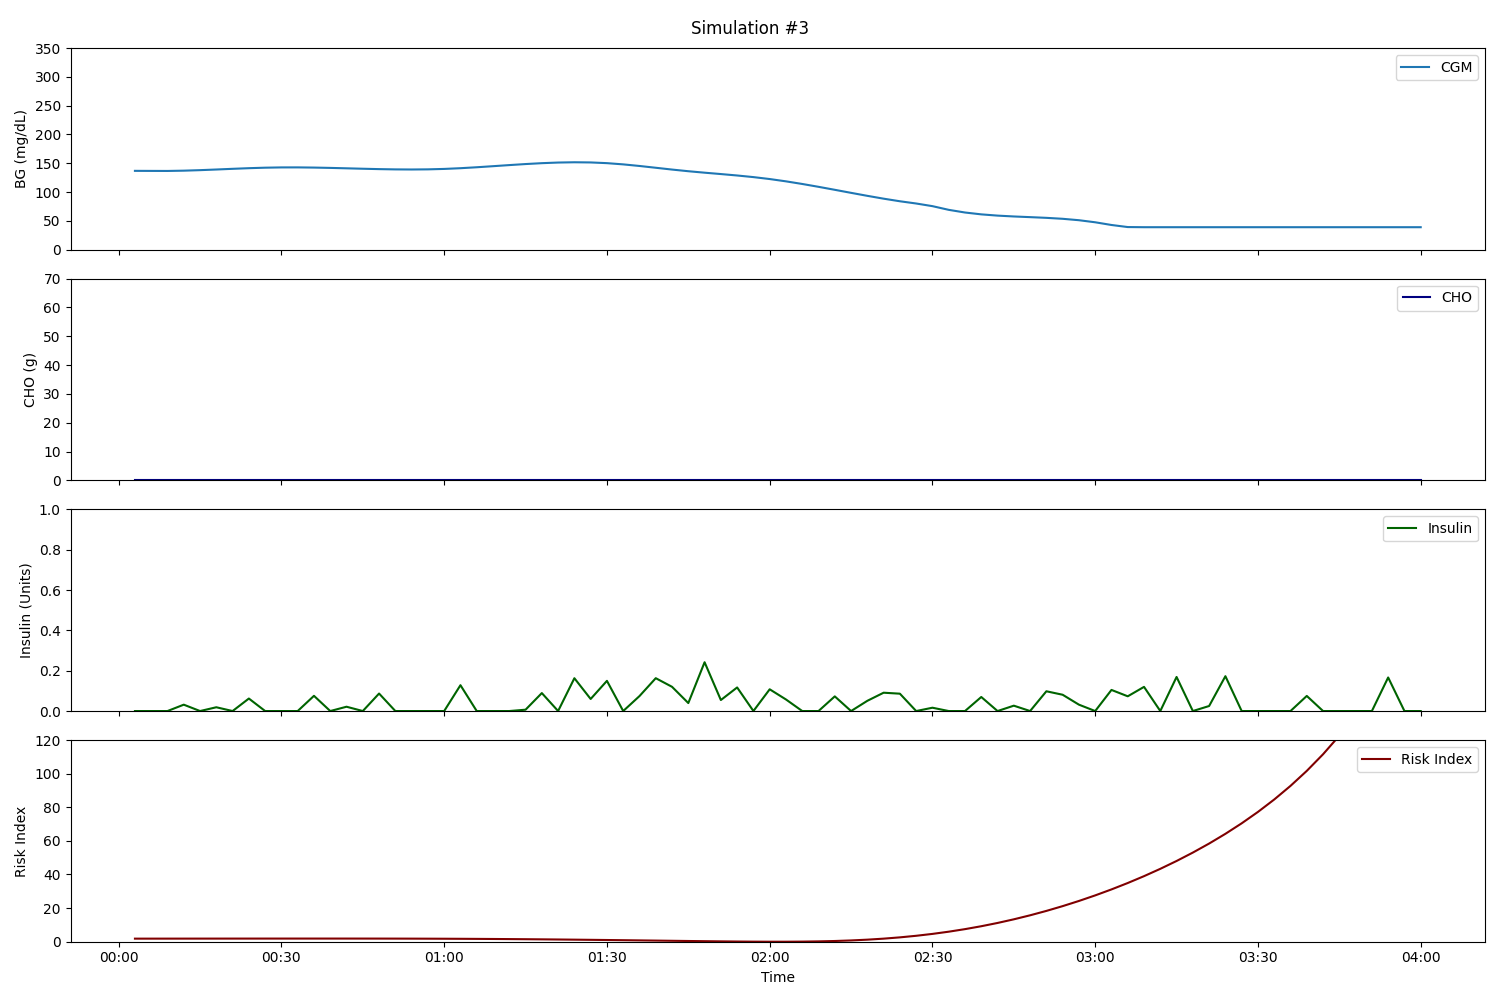 Simulation #3
350
300
250
200
150
100
50
0
BG (mg/dL)
CGM
70
60
50
40
30
20
10
0
CHO (g)
CHO
1.0
0.8
0.6
0.4
0.2
0.0
Insulin (Units)
Insulin
120
100
80
60
40
20
0
Risk Index
Risk Index
00:00 00:30 01:00 01:30 02:00 02:30 03:00 03:30 04:00
Time